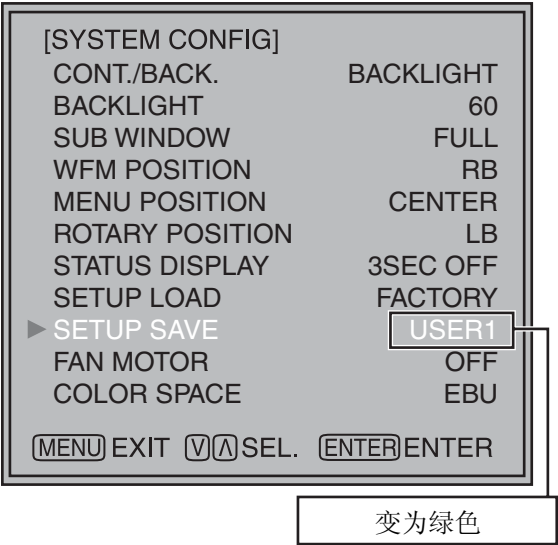 [SYSTEM CONFIG]
CONT./BACK. BACKLIGHT
BACKLIGHT 60
SUB WINDOW FULL
WFM POSITION RB
MENU POSITION CENTER
ROTARY POSITION LB
STATUS DISPLAY 3SEC OFF
SETUP LOAD FACTORY
▶ SETUP SAVE USER1
FAN MOTOR OFF
COLOR SPACE EBU
MENU EXIT V Λ SEL. ENTER ENTER
变为绿色